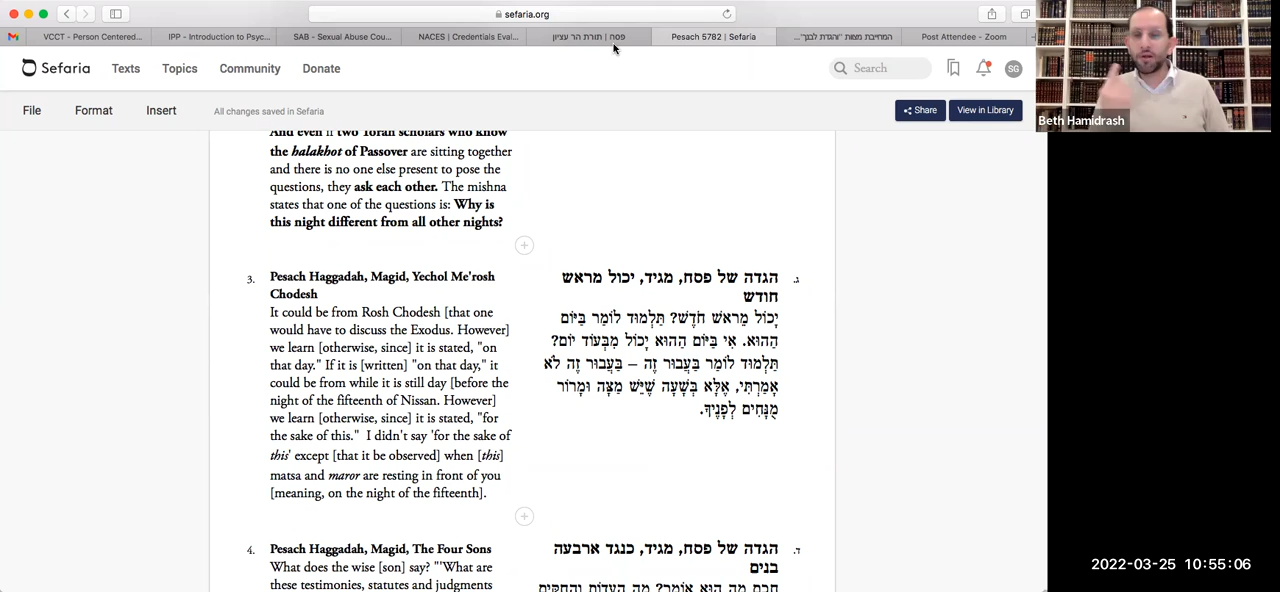 sefaria.org
VCCT - Person Centered...
IPP - Introduction to Psyc...
SAB - Sexual Abuse Cou...
NACES | Credentials Eval...
פסח | תורת הר עציון
Pesach 5782 | Sefaria
המחייבת מצוות "והגדת לבנך"...
Post Attendee - Zoom
Sefaria
Texts
Topics
Community
Donate
Search
SG
File
Format
Insert
All changes saved in Sefaria
Share
View in Library
Beth Hamidrash
And even if two Torah scholars who know
the halakhot of Passover are sitting together
and there is no one else present to pose the
questions, they ask each other. The mishna
states that one of the questions is: Why is
this night different from all other nights?
3.
Pesach Haggadah, Magid, Yechol Me'rosh
Chodesh
It could be from Rosh Chodesh [that one
would have to discuss the Exodus. However]
we learn [otherwise, since] it is stated, "on
that day." If it is [written] "on that day," it
could be from while it is still day [before the
night of the fifteenth of Nissan. However]
we learn [otherwise, since] it is stated, "for
the sake of this." I didn't say 'for the sake of
this' except [that it be observed] when [this]
matsa and maror are resting in front of you
[meaning, on the night of the fifteenth].
ג.
הגדה של פסח, מגיד, יכול מראש
חודש
יָכוֹל מֵראשׁ חֹדֶשׁ? תַּלְמוּד לוֹמַר בַּיּוֹם
הַהוּא. אִי בַּיּוֹם הַהוּא יָכוֹל מִבְּעוֹד יוֹם?
תַּלְמוּד לוֹמַר בַּעֲבוּר זֶה – בַּעֲבוּר זֶה לֹא
אָמַרְתִּי, אֶלָּא בְּשָׁעָה שֶׁיֵּשׁ מַצָּה וּמָרוֹר
מֻנָּחִים לְפָנֶיךָ.
4.
Pesach Haggadah, Magid, The Four Sons
What does the wise [son] say? "'What are
these testimonies, statutes and judgments
ד.
הגדה של פסח, מגיד, כנגד ארבעה
בנים
חָכָם מָה הוּא אוֹמֵר? מָה הָעֵדוֹת וְהַחֻקִּים
2022-03-25 10:55:06